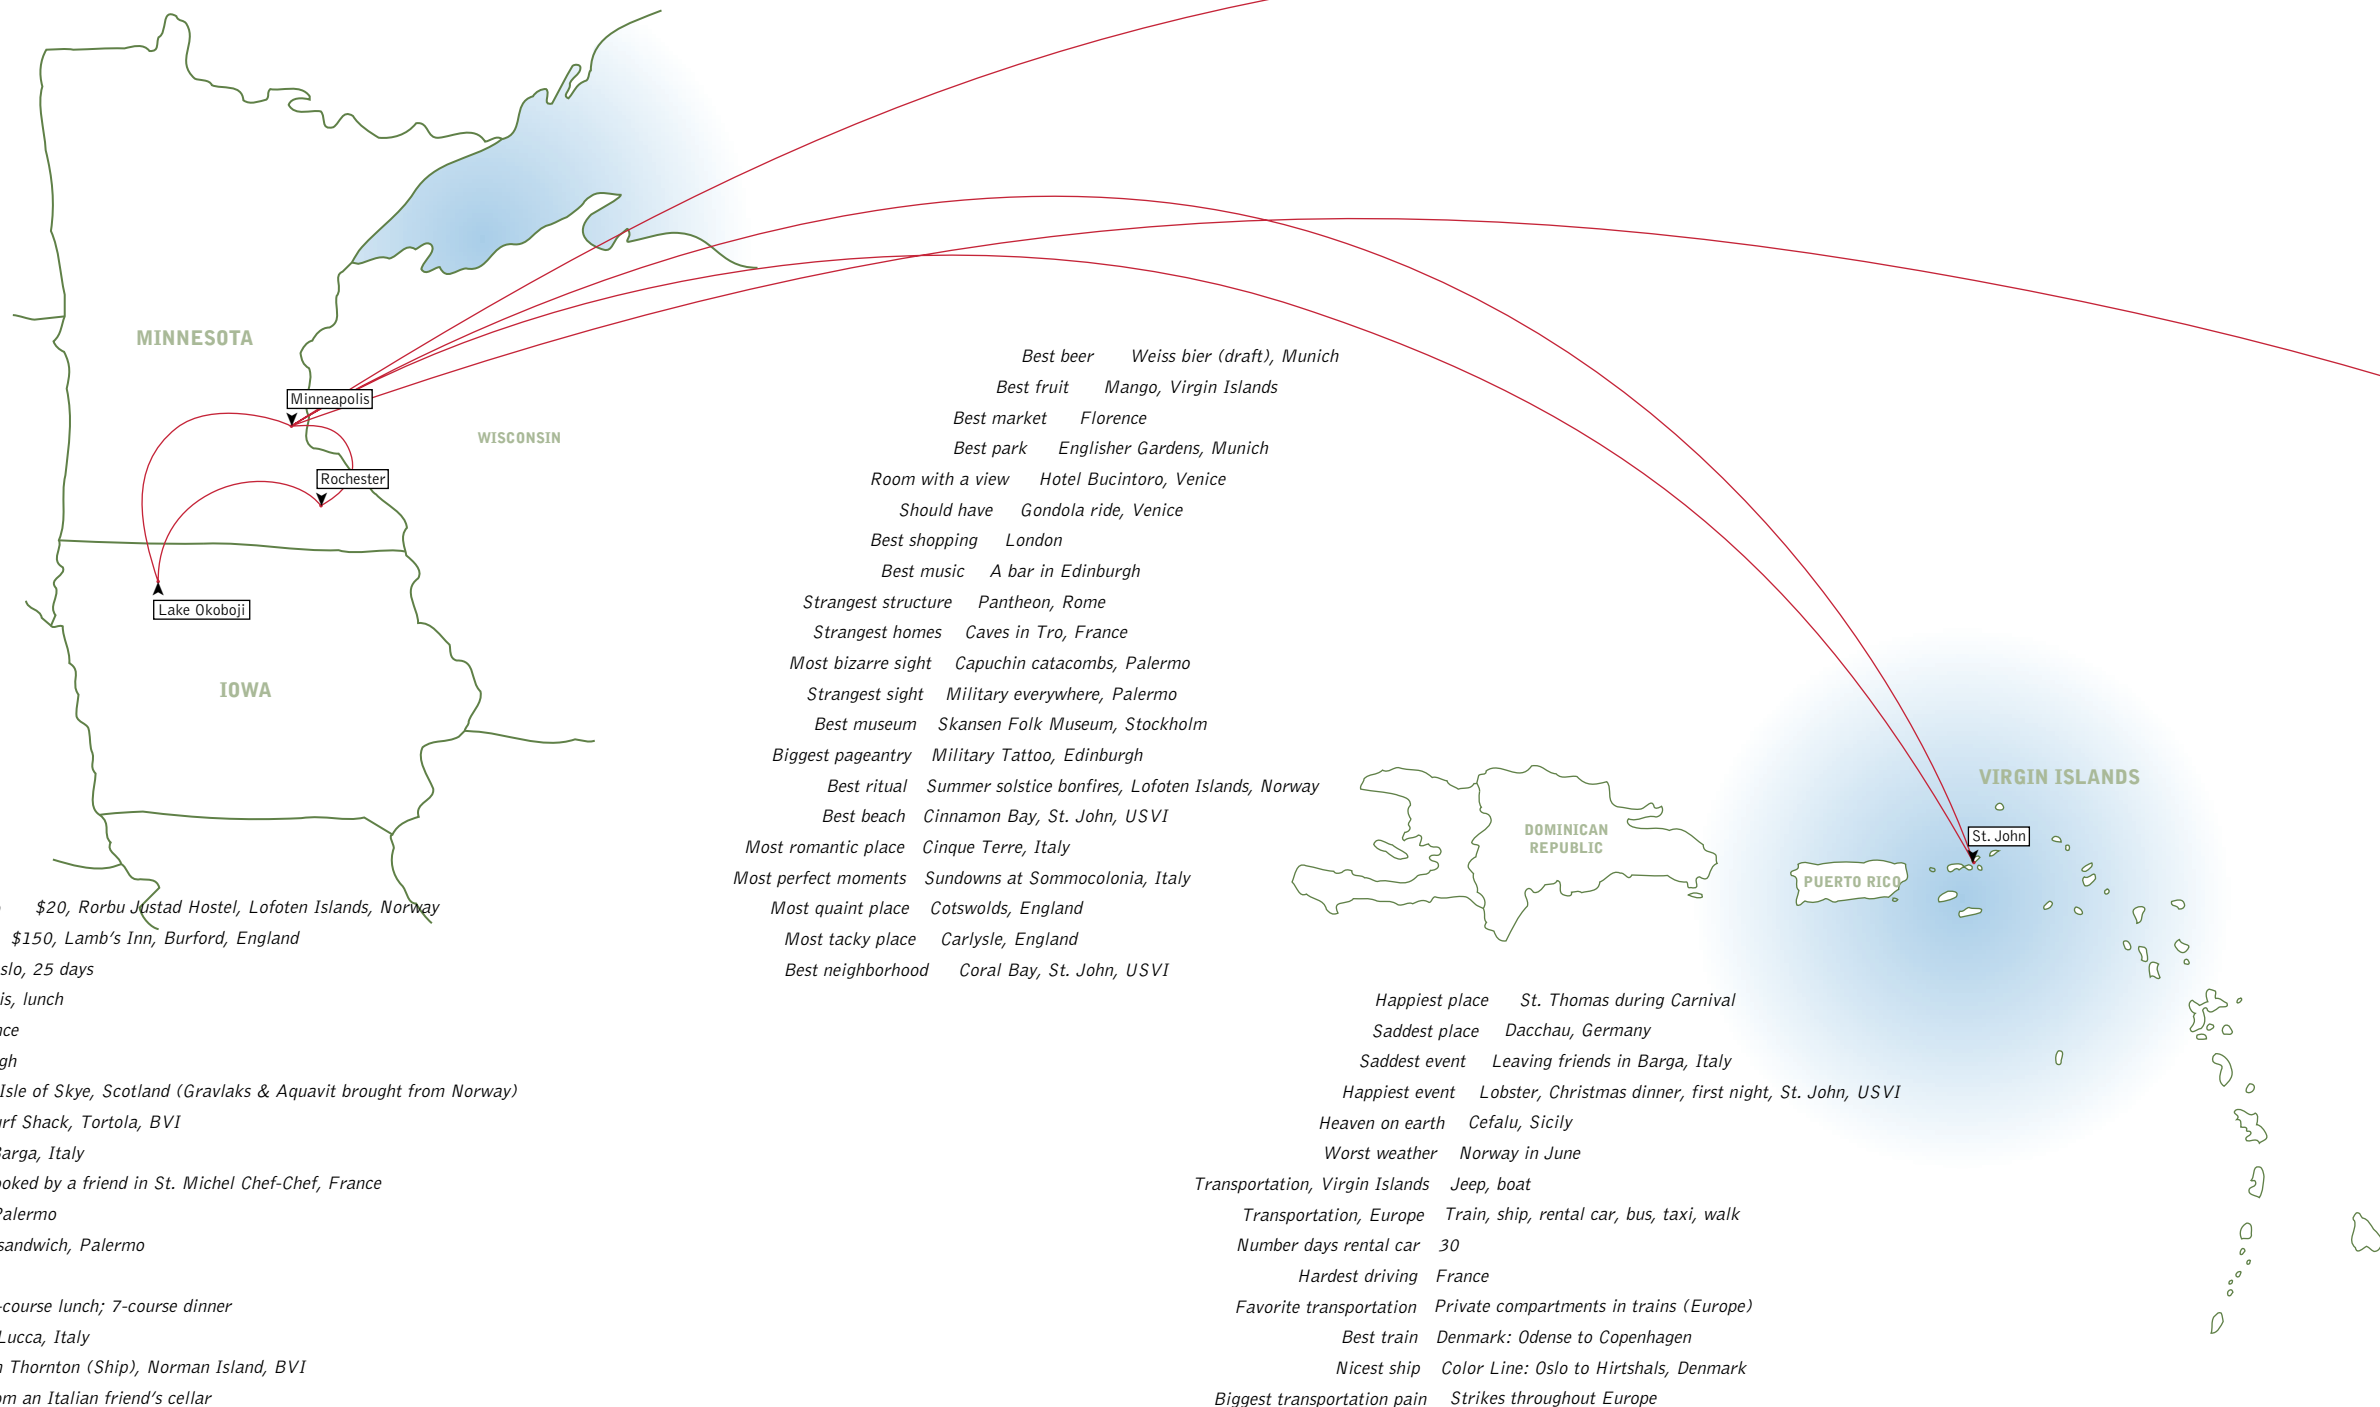 MINNESOTA
Minneapolis
WISCONSIN
Rochester
Lake Okoboji
IOWA
Best beer Weiss bier (draft), Munich
Best fruit Mango, Virgin Islands
Best market Florence
Best park Englisher Gardens, Munich
Room with a view Hotel Bucintoro, Venice
Should have Gondola ride, Venice
Best shopping London
Best music A bar in Edinburgh
Strangest structure Pantheon, Rome
Strangest homes Caves in Tro, France
Most bizarre sight Capuchin catacombs, Palermo
Strangest sight Military everywhere, Palermo
Best museum Skansen Folk Museum, Stockholm
Biggest pageantry Military Tattoo, Edinburgh
Best ritual Summer solstice bonfires, Lofoten Islands, Norway
Best beach Cinnamon Bay, St. John, USVI
Most romantic place Cinque Terre, Italy
Most perfect moments Sundowns at Sommocolonia, Italy
Most quaint place Cotswolds, England
Most tacky place Carlysle, England
Best neighborhood Coral Bay, St. John, USVI
VIRGIN ISLANDS
St. John
DOMINICAN
REPUBLIC
PUERTO RICO
$20, Rorbu Justad Hostel, Lofoten Islands, Norway
$150, Lamb's Inn, Burford, England
slo, 25 days
is, lunch
nce
gh
Isle of Skye, Scotland (Gravlaks & Aquavit brought from Norway)
urf Shack, Tortola, BVI
Barga, Italy
ooked by a friend in St. Michel Chef-Chef, France
Palermo
sandwich, Palermo
-course lunch; 7-course dinner
Lucca, Italy
n Thornton (Ship), Norman Island, BVI
om an Italian friend's cellar
Happiest place St. Thomas during Carnival
Saddest place Dacchau, Germany
Saddest event Leaving friends in Barga, Italy
Happiest event Lobster, Christmas dinner, first night, St. John, USVI
Heaven on earth Cefalu, Sicily
Worst weather Norway in June
Transportation, Virgin Islands Jeep, boat
Transportation, Europe Train, ship, rental car, bus, taxi, walk
Number days rental car 30
Hardest driving France
Favorite transportation Private compartments in trains (Europe)
Best train Denmark: Odense to Copenhagen
Nicest ship Color Line: Oslo to Hirtshals, Denmark
Biggest transportation pain Strikes throughout Europe